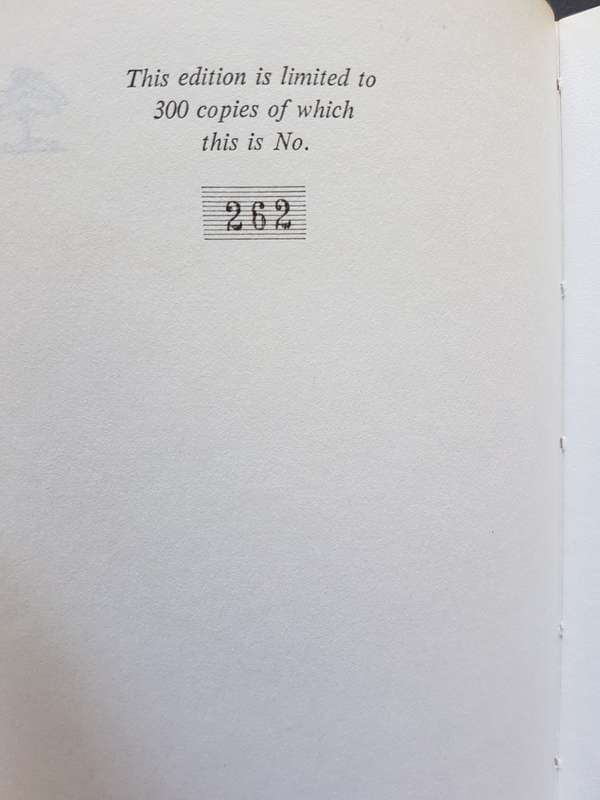 This edition is limited to
300 copies of which
this is No.
262